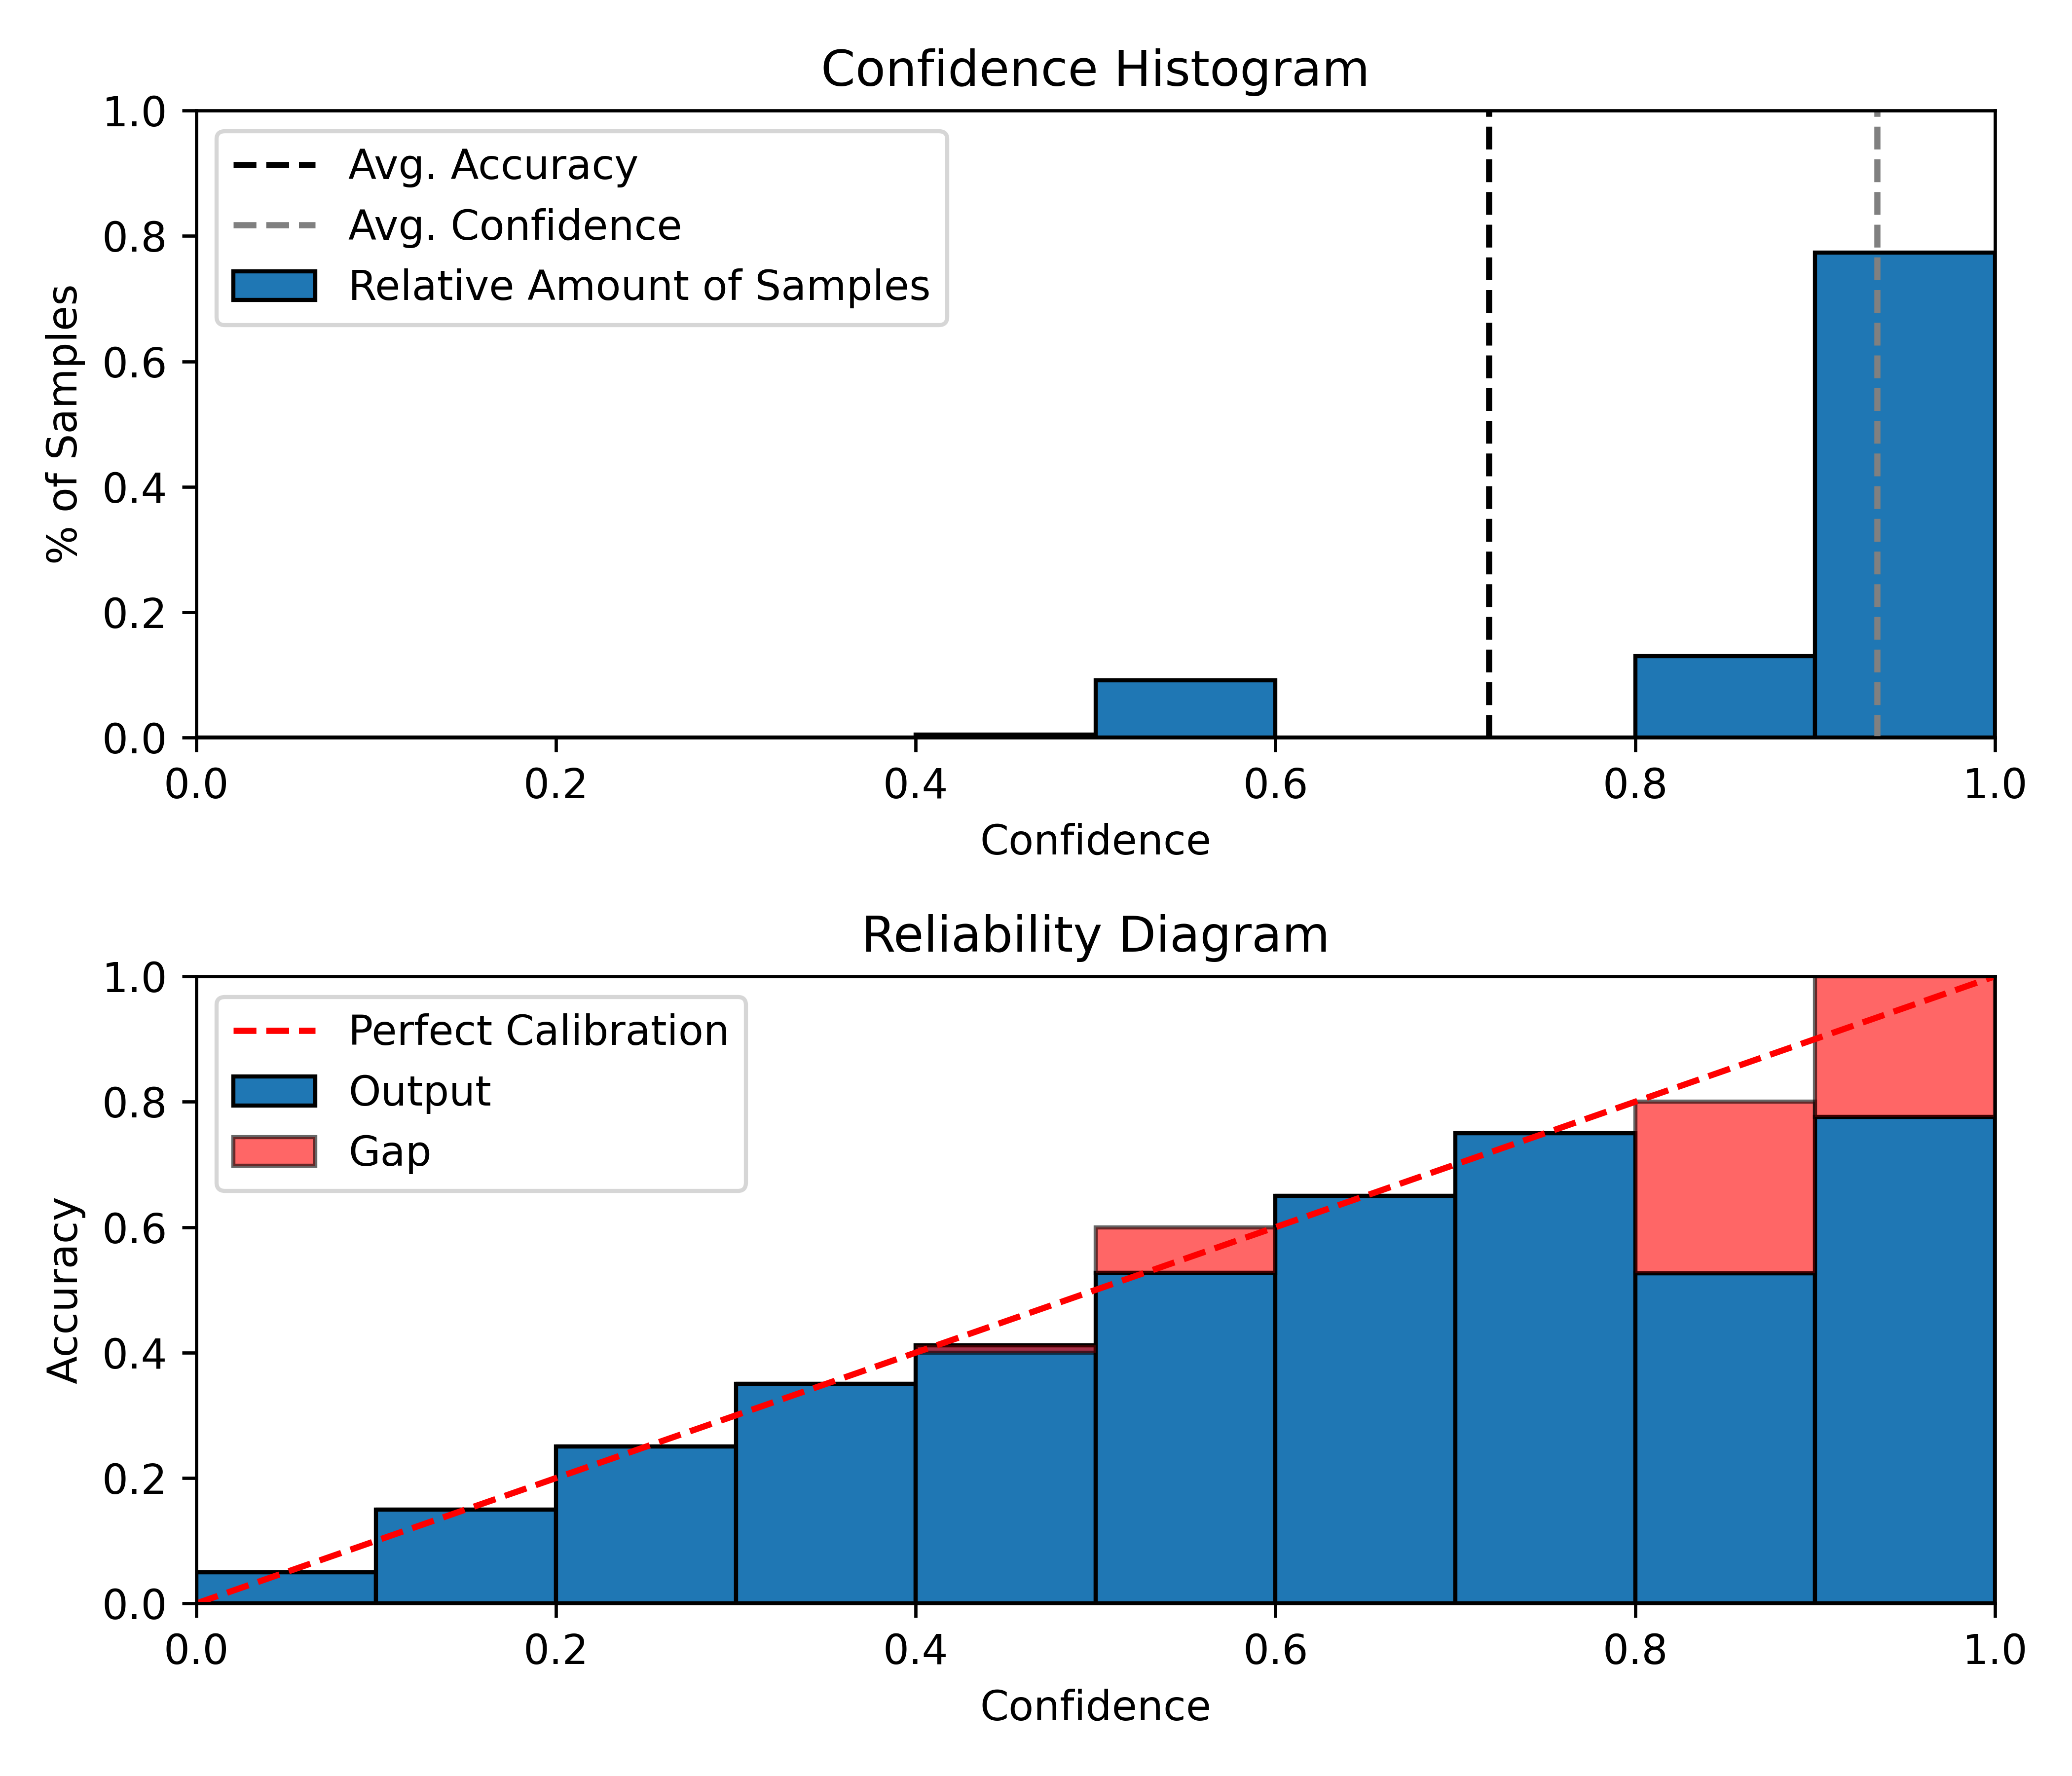 Confidence Histogram
1.0
0.8
0.6
0.4
0.2
0.0
% of Samples
Avg. Accuracy
Avg. Confidence
Relative Amount of Samples
0.0 0.2 0.4 0.6 0.8 1.0
Confidence
Reliability Diagram
1.0
0.8
0.6
0.4
0.2
0.0
Accuracy
Perfect Calibration
Output
Gap
0.0 0.2 0.4 0.6 0.8 1.0
Confidence